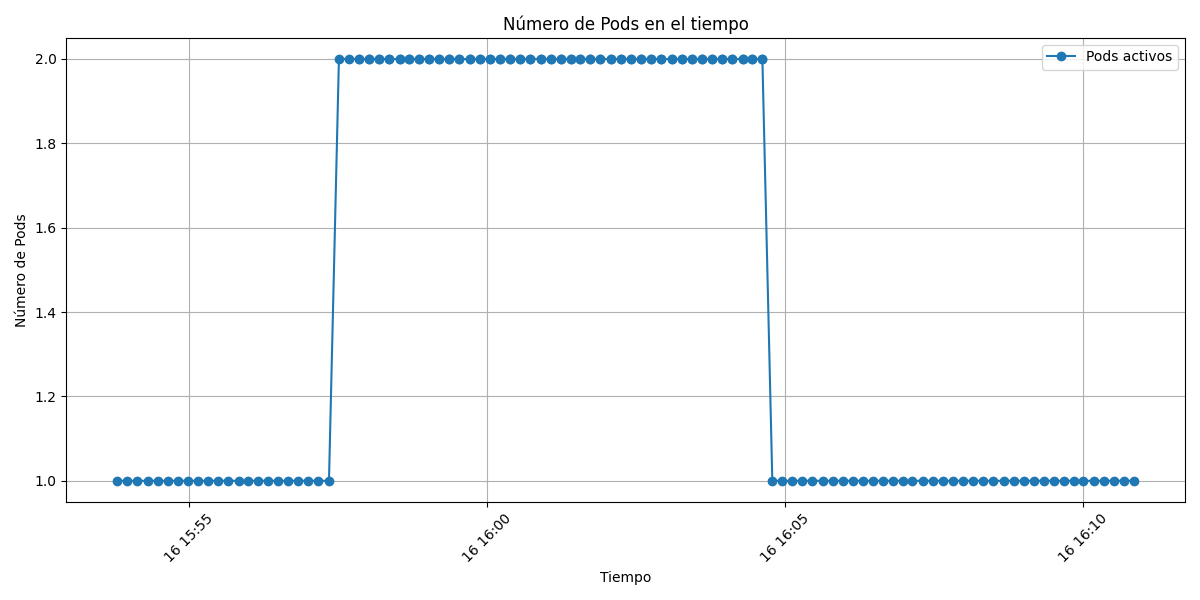 Número de Pods en el tiempo
Pods activos
Número de Pods
2.0
1.8
1.6
1.4
1.2
1.0
16 15:55
16 16:00
16 16:05
16 16:10
Tiempo